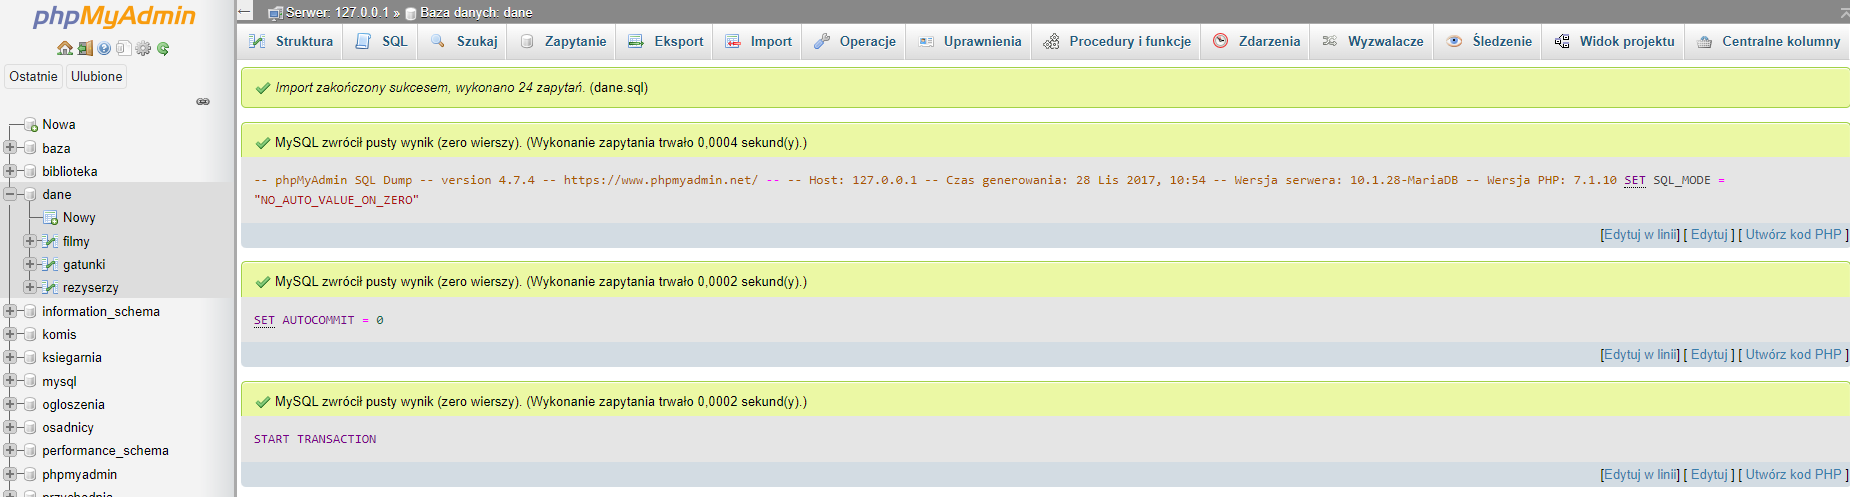 phpMyAdmin
Ostatnie Ulubione
Nowa
baza
biblioteka
dane
Nowy
filmy
gatunki
rezyserzy
information_schema
komis
ksiegarnia
mysql
ogloszenia
osadnicy
performance_schema
phpmyadmin
Serwer: 127.0.0.1 » Baza danych: dane
Struktura SQL Szukaj Zapytanie Eksport Import Operacje Uprawnienia Procedury i funkcje Zdarzenia Wyzwalacze Śledzenie Widok projektu Centralne kolumny
Import zakończony sukcesem, wykonano 24 zapytań. (dane.sql)
MySQL zwrócił pusty wynik (zero wierszy). (Wykonanie zapytania trwało 0,0004 sekund(y).)
-- phpMyAdmin SQL Dump -- version 4.7.4 -- https://www.phpmyadmin.net/ -- -- Host: 127.0.0.1 -- Czas generowania: 28 Lis 2017, 10:54 -- Wersja serwera: 10.1.28-MariaDB -- Wersja PHP: 7.1.10 SET SQL_MODE =
"NO_AUTO_VALUE_ON_ZERO"
[Edytuj w linii] [ Edytuj ] [ Utwórz kod PHP ]
MySQL zwrócił pusty wynik (zero wierszy). (Wykonanie zapytania trwało 0,0002 sekund(y).)
SET AUTOCOMMIT = 0
[Edytuj w linii] [ Edytuj ] [ Utwórz kod PHP ]
MySQL zwrócił pusty wynik (zero wierszy). (Wykonanie zapytania trwało 0,0002 sekund(y).)
START TRANSACTION
[Edytuj w linii] [ Edytuj ] [ Utwórz kod PHP ]